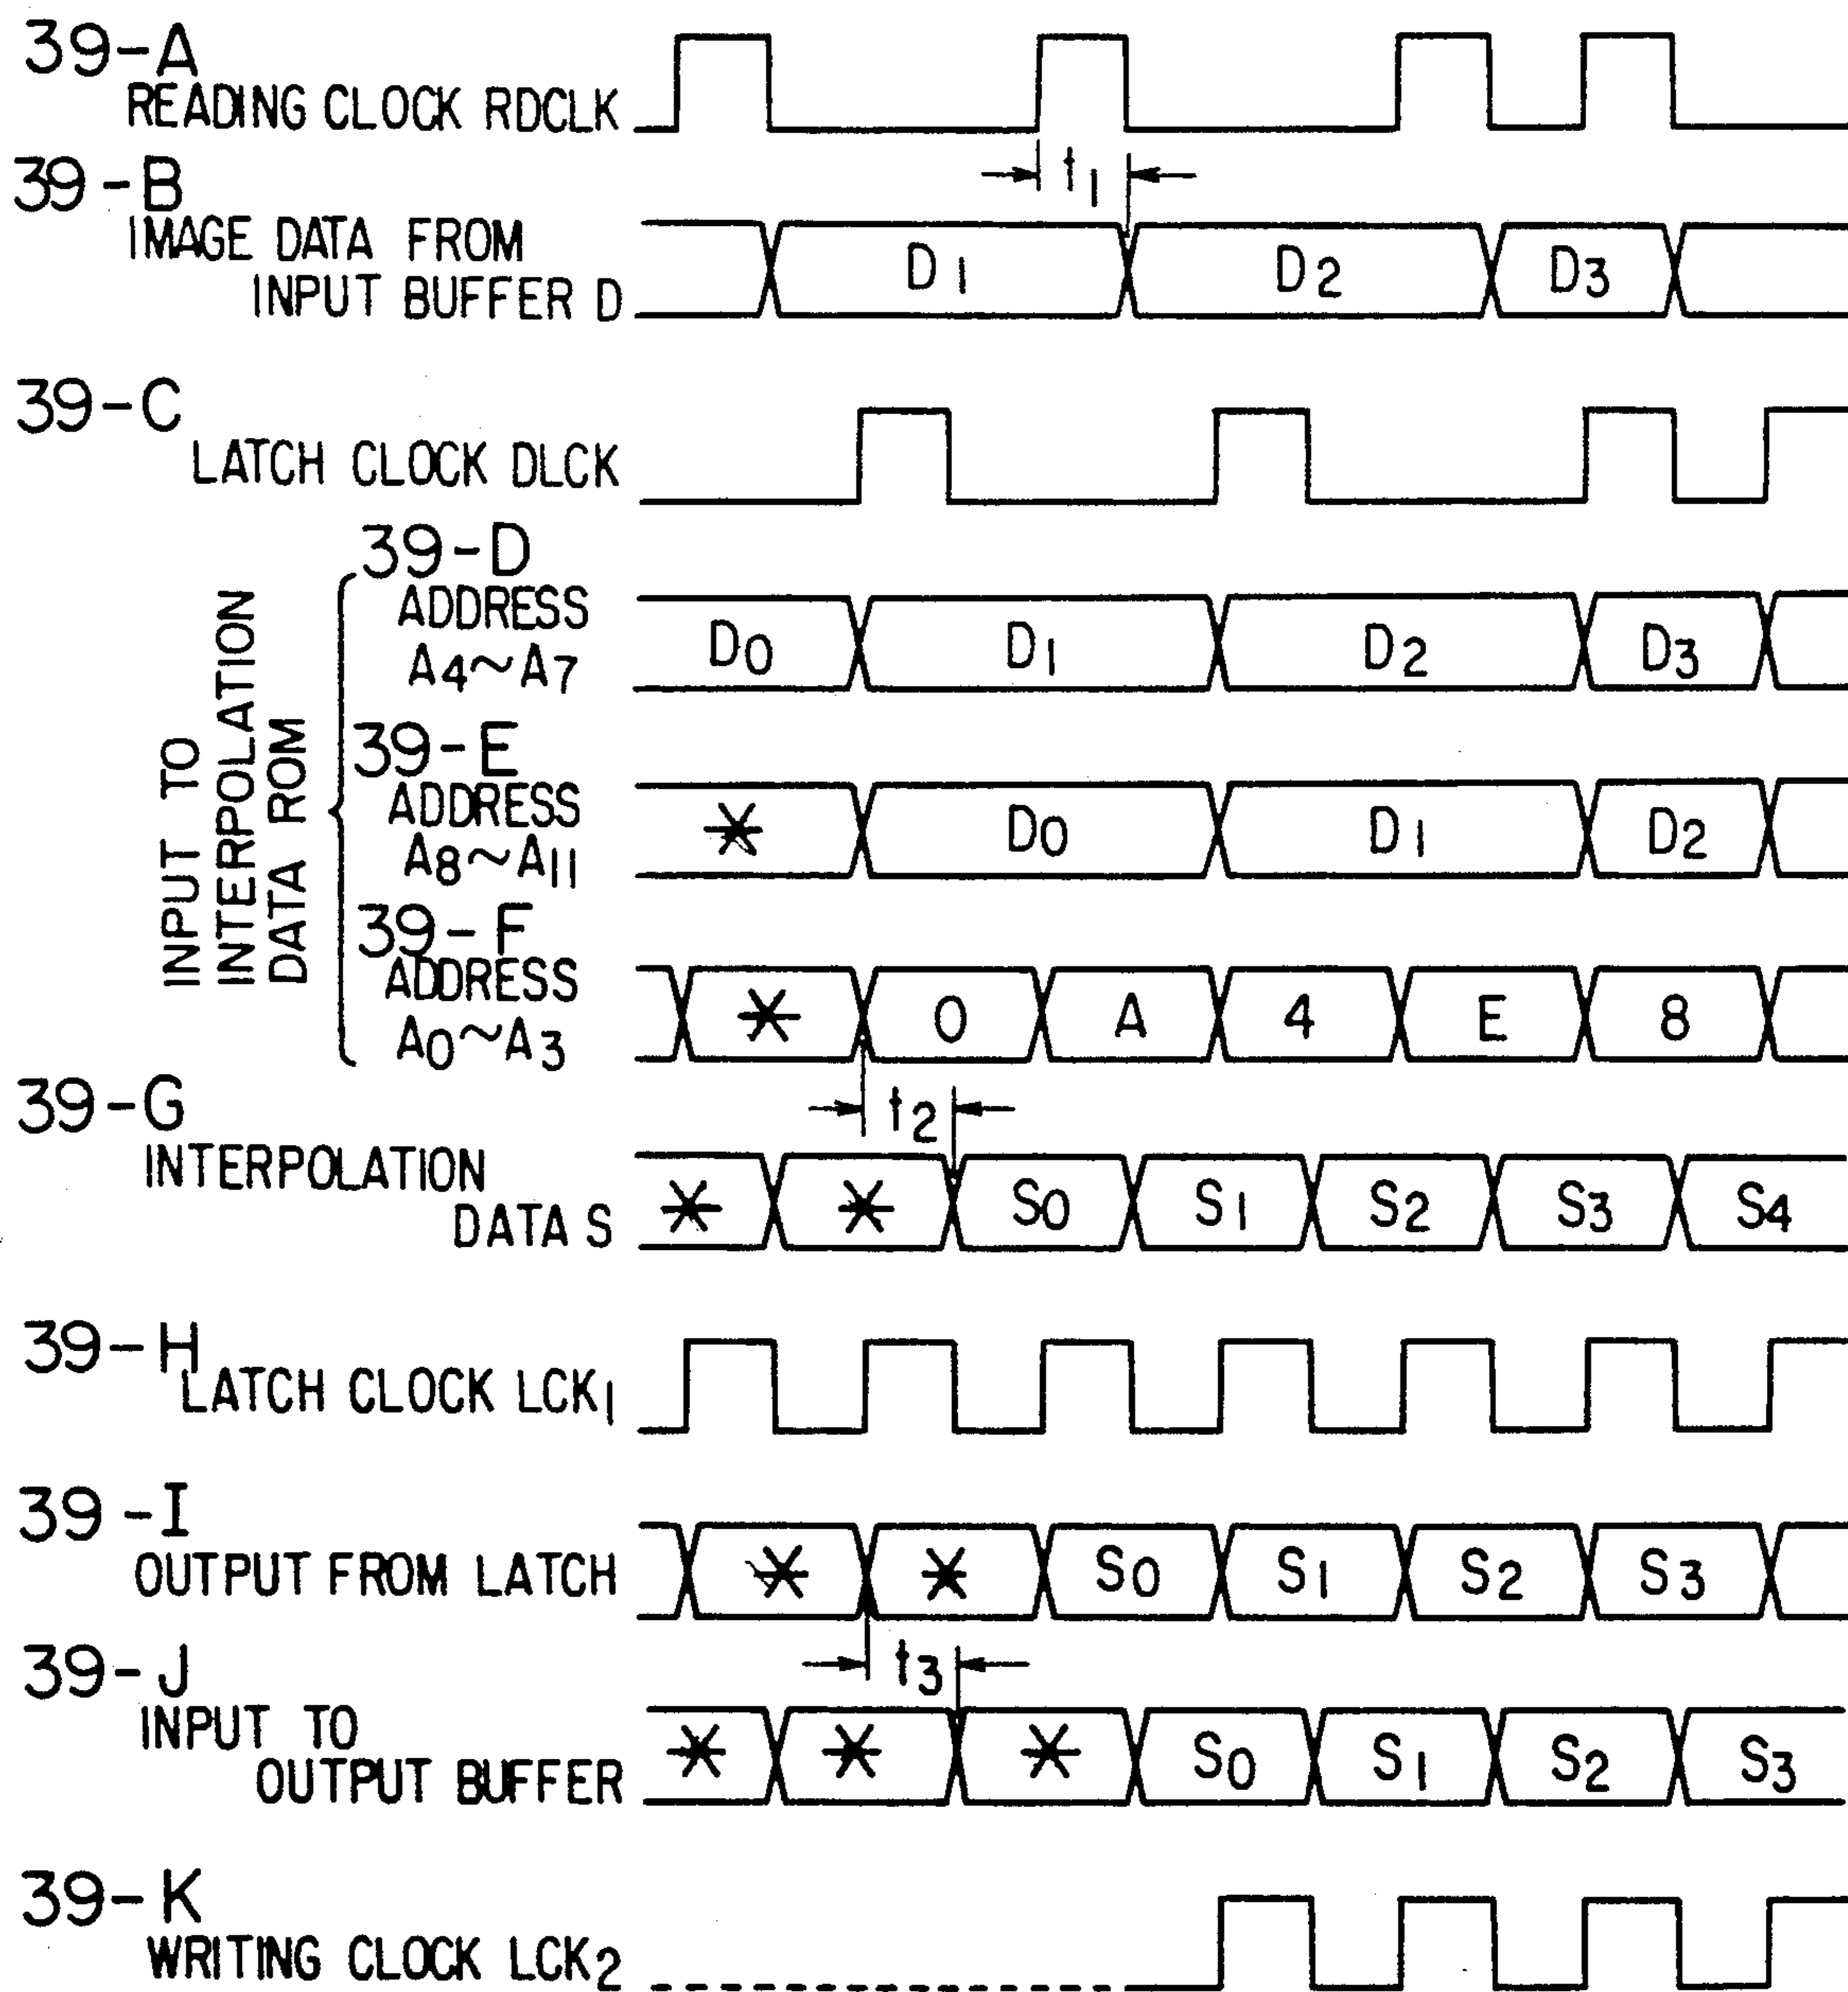 39-A
READING CLOCK RDCLK
t1
39-B
IMAGE DATA FROM
INPUT BUFFER D
D1 D2 D3
39-C
LATCH CLOCK DLCK
INPUT TO
INTERPOLATION
DATA ROM
39-D
ADDRESS
A4~A7
D0 D1 D2 D3
39-E
ADDRESS
A8~A11
* D0 D1 D2
39-F
ADDRESS
A0~A3
* 0 A 4 E 8
t2
39-G
INTERPOLATION
DATA S
* * S0 S1 S2 S3 S4
39-H
LATCH CLOCK LCK1
39-I
OUTPUT FROM LATCH
* * S0 S1 S2 S3
t3
39-J
INPUT TO
OUTPUT BUFFER
* * * S0 S1 S2 S3
39-K
WRITING CLOCK LCK2